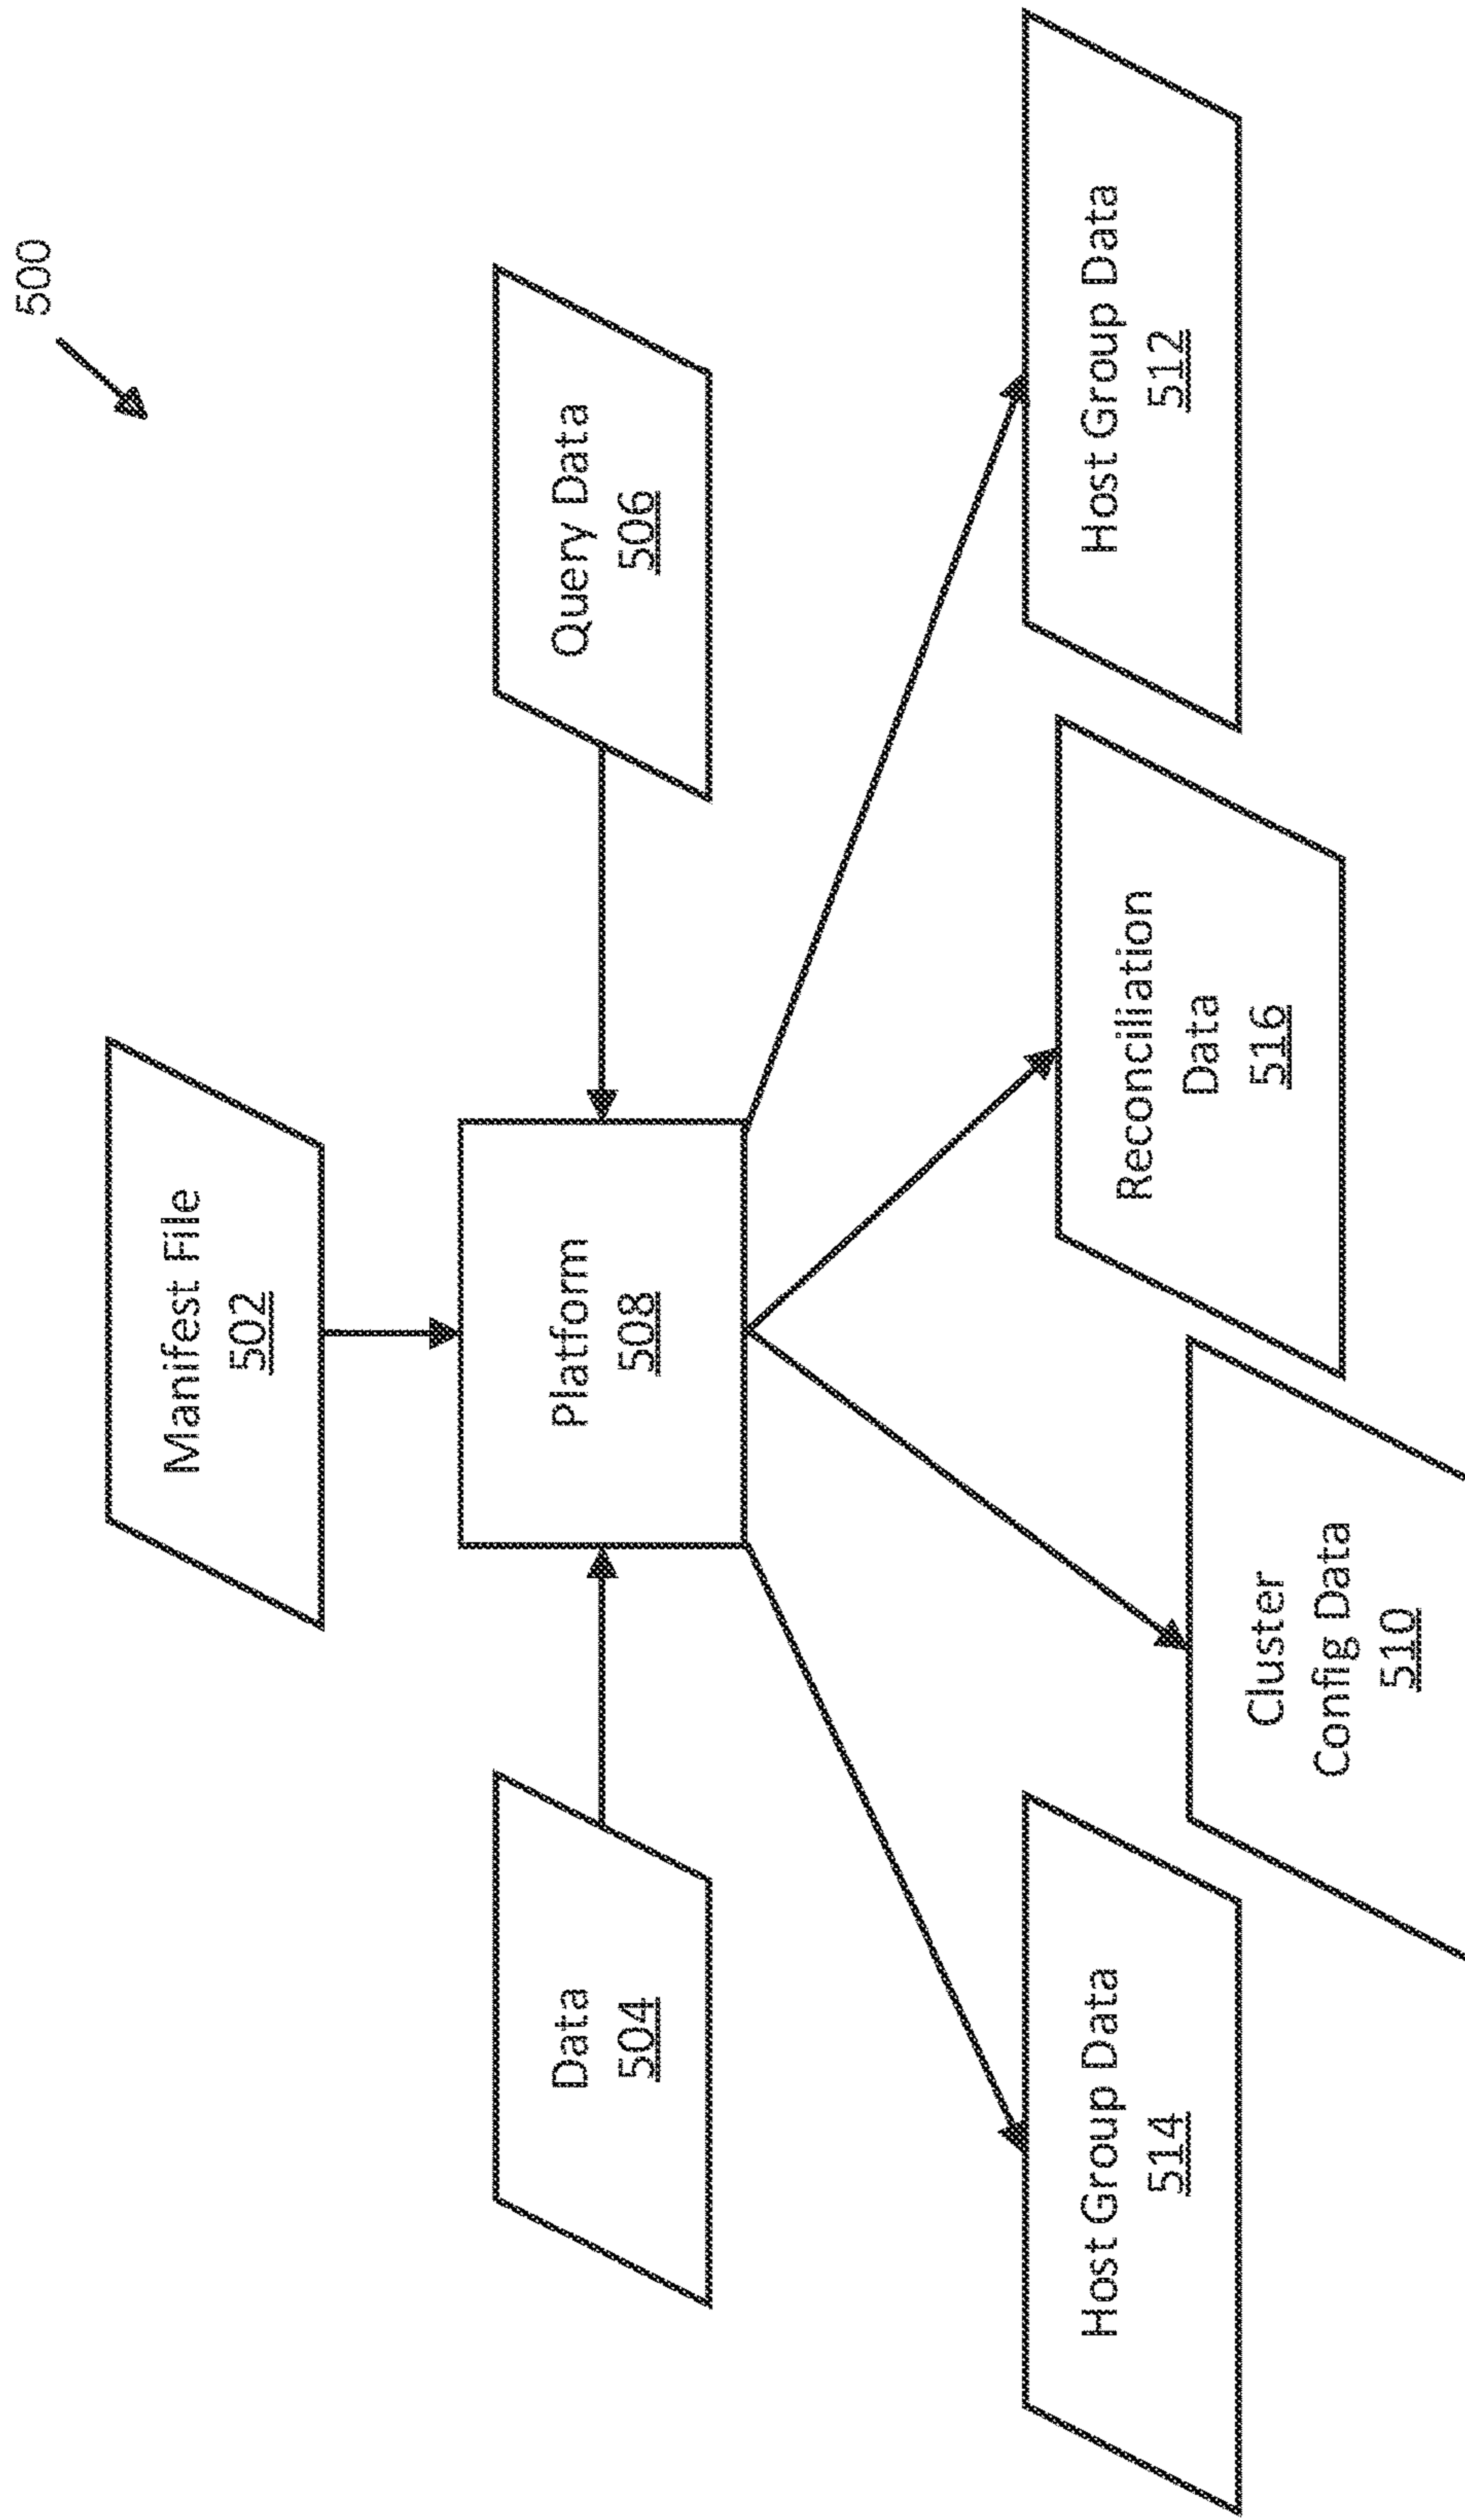 500
Manifest File
502
Data
504
Platform
508
Query Data
506
Host Group Data
514
Cluster
Config Data
510
Reconciliation
Data
516
Host Group Data
512